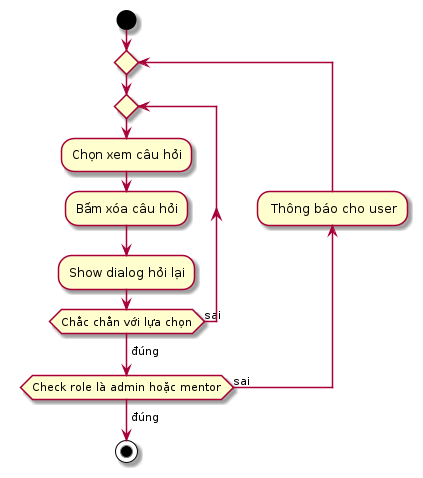 Chọn xem câu hỏi
Bấm xóa câu hỏi
Thông báo cho user
Show dialog hỏi lại
Chắc chắn với lựa chọn
sai
đúng
Check role là admin hoặc mentor
sai
đúng